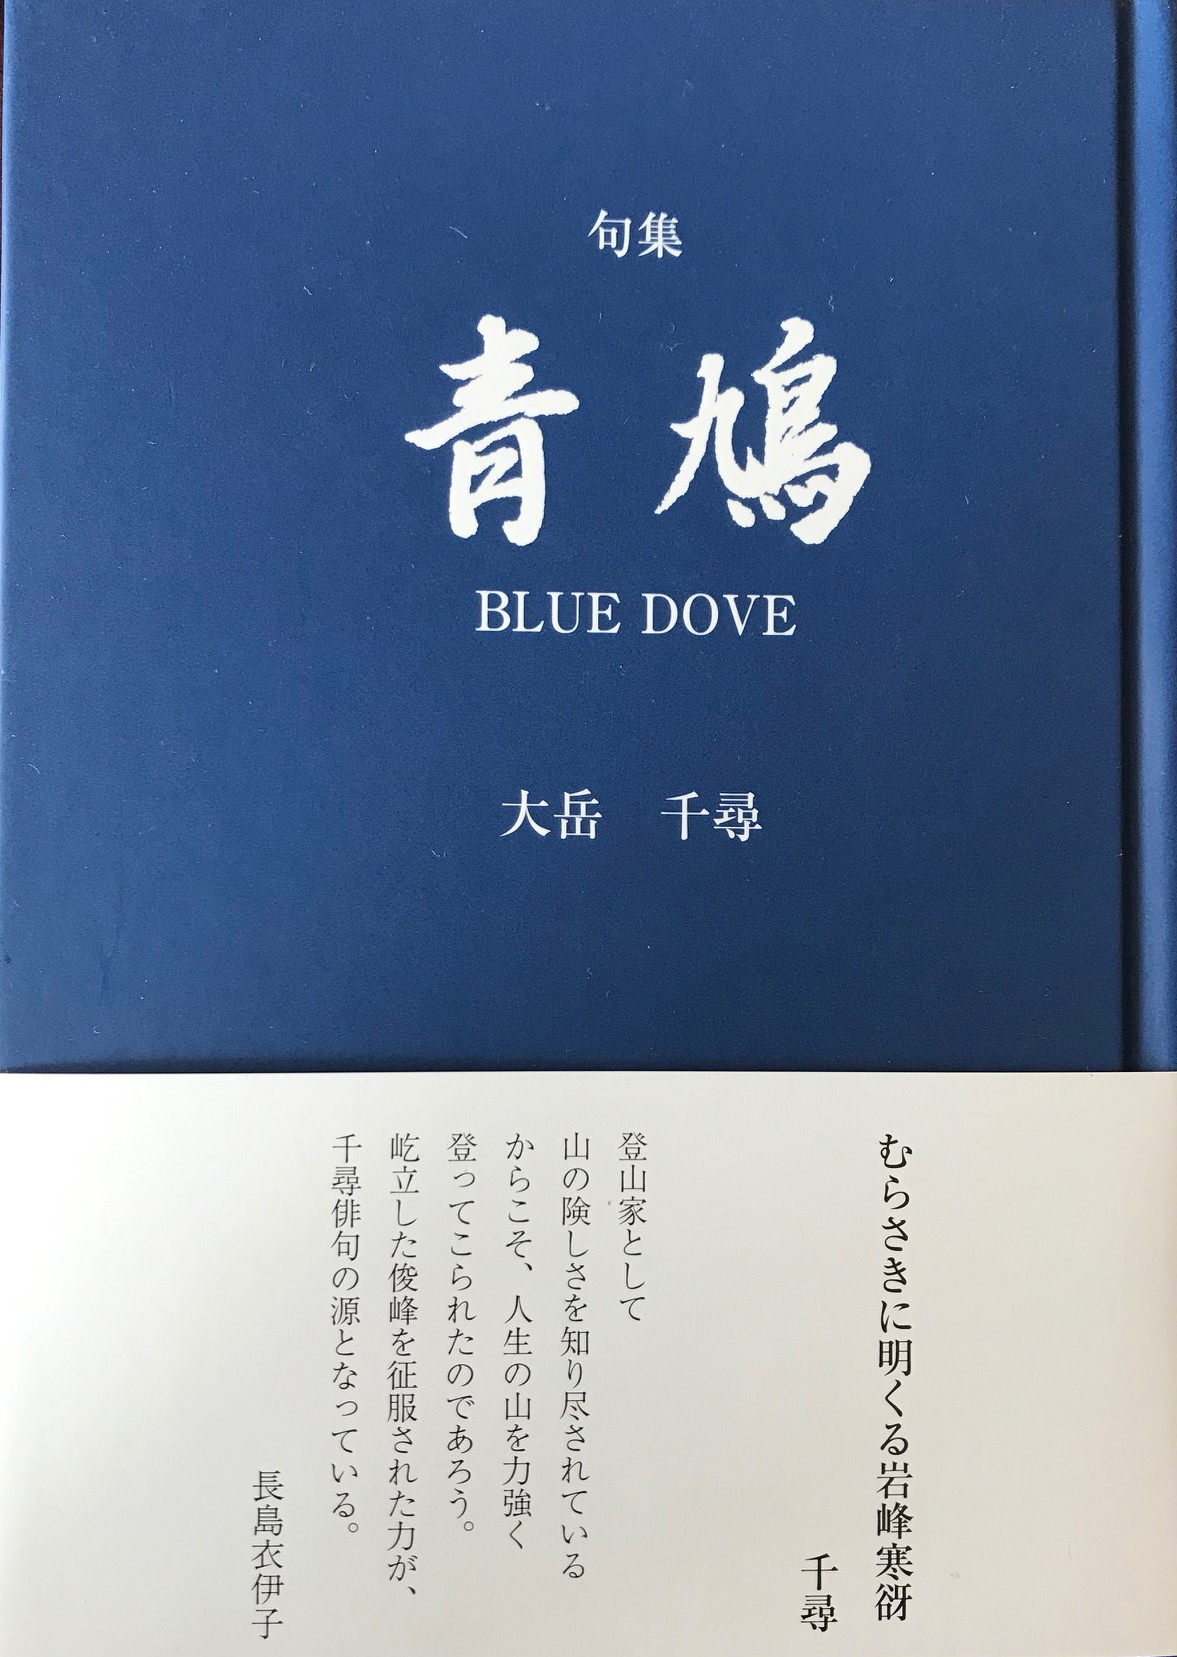 句集
青鳩
BLUE DOVE
大岳 千尋
むらさきに明くる岩峰寒谺
千尋
登山家として
山の険しさを知り尽されている
からこそ、人生の山を力強く
登ってこられたのであろう。
屹立した俊峰を征服された力が、
千尋俳句の源となっている。
長島衣伊子